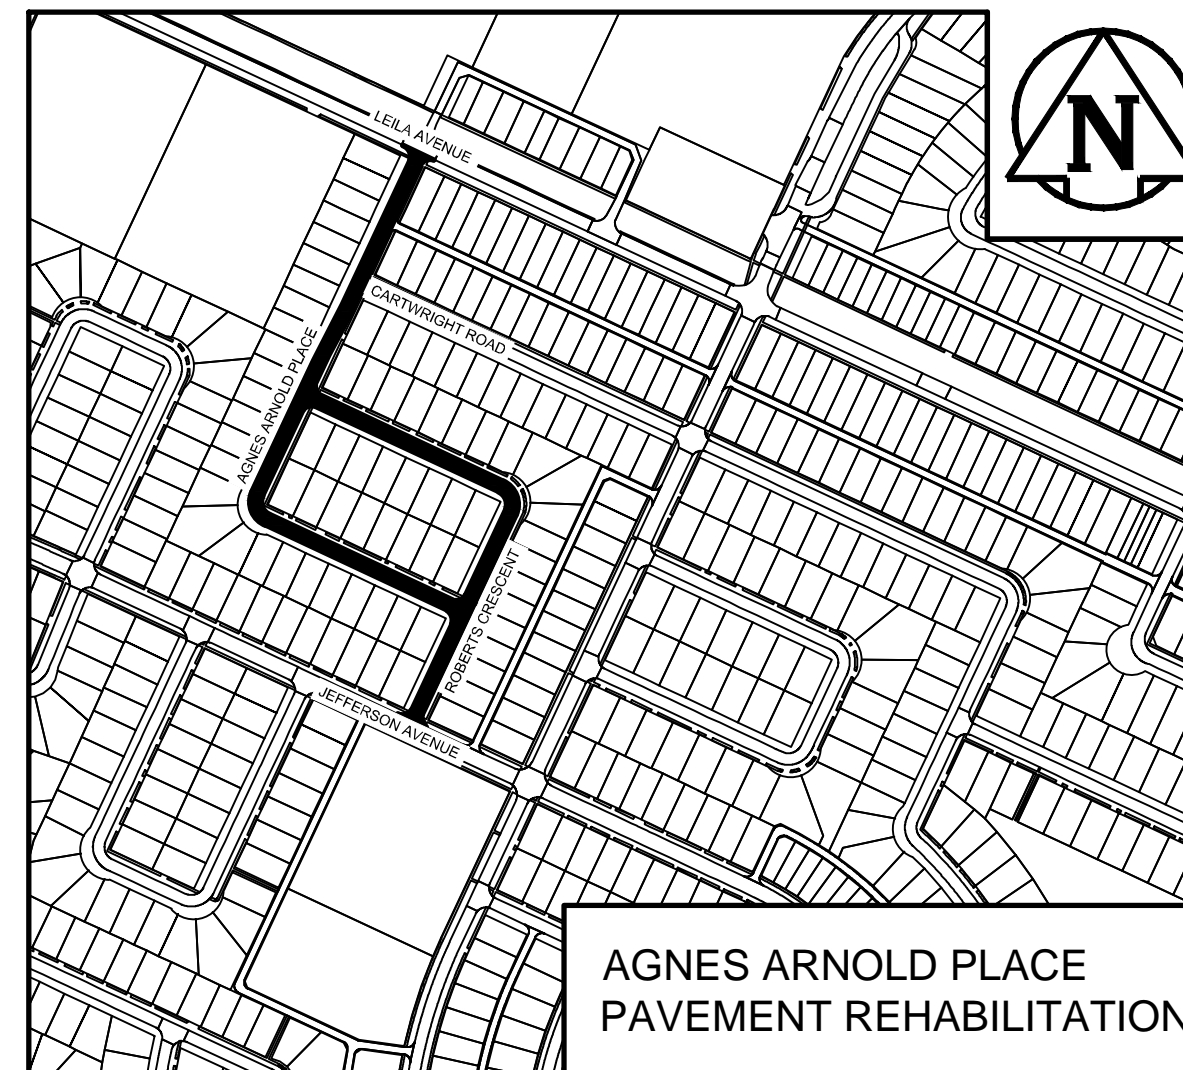 N
LEILA AVENUE
CARTWRIGHT ROAD
AGNES ARNOLD PLACE
ROBERTS CRESCENT
JEFFERSON AVENUE
AGNES ARNOLD PLACE
PAVEMENT REHABILITATION